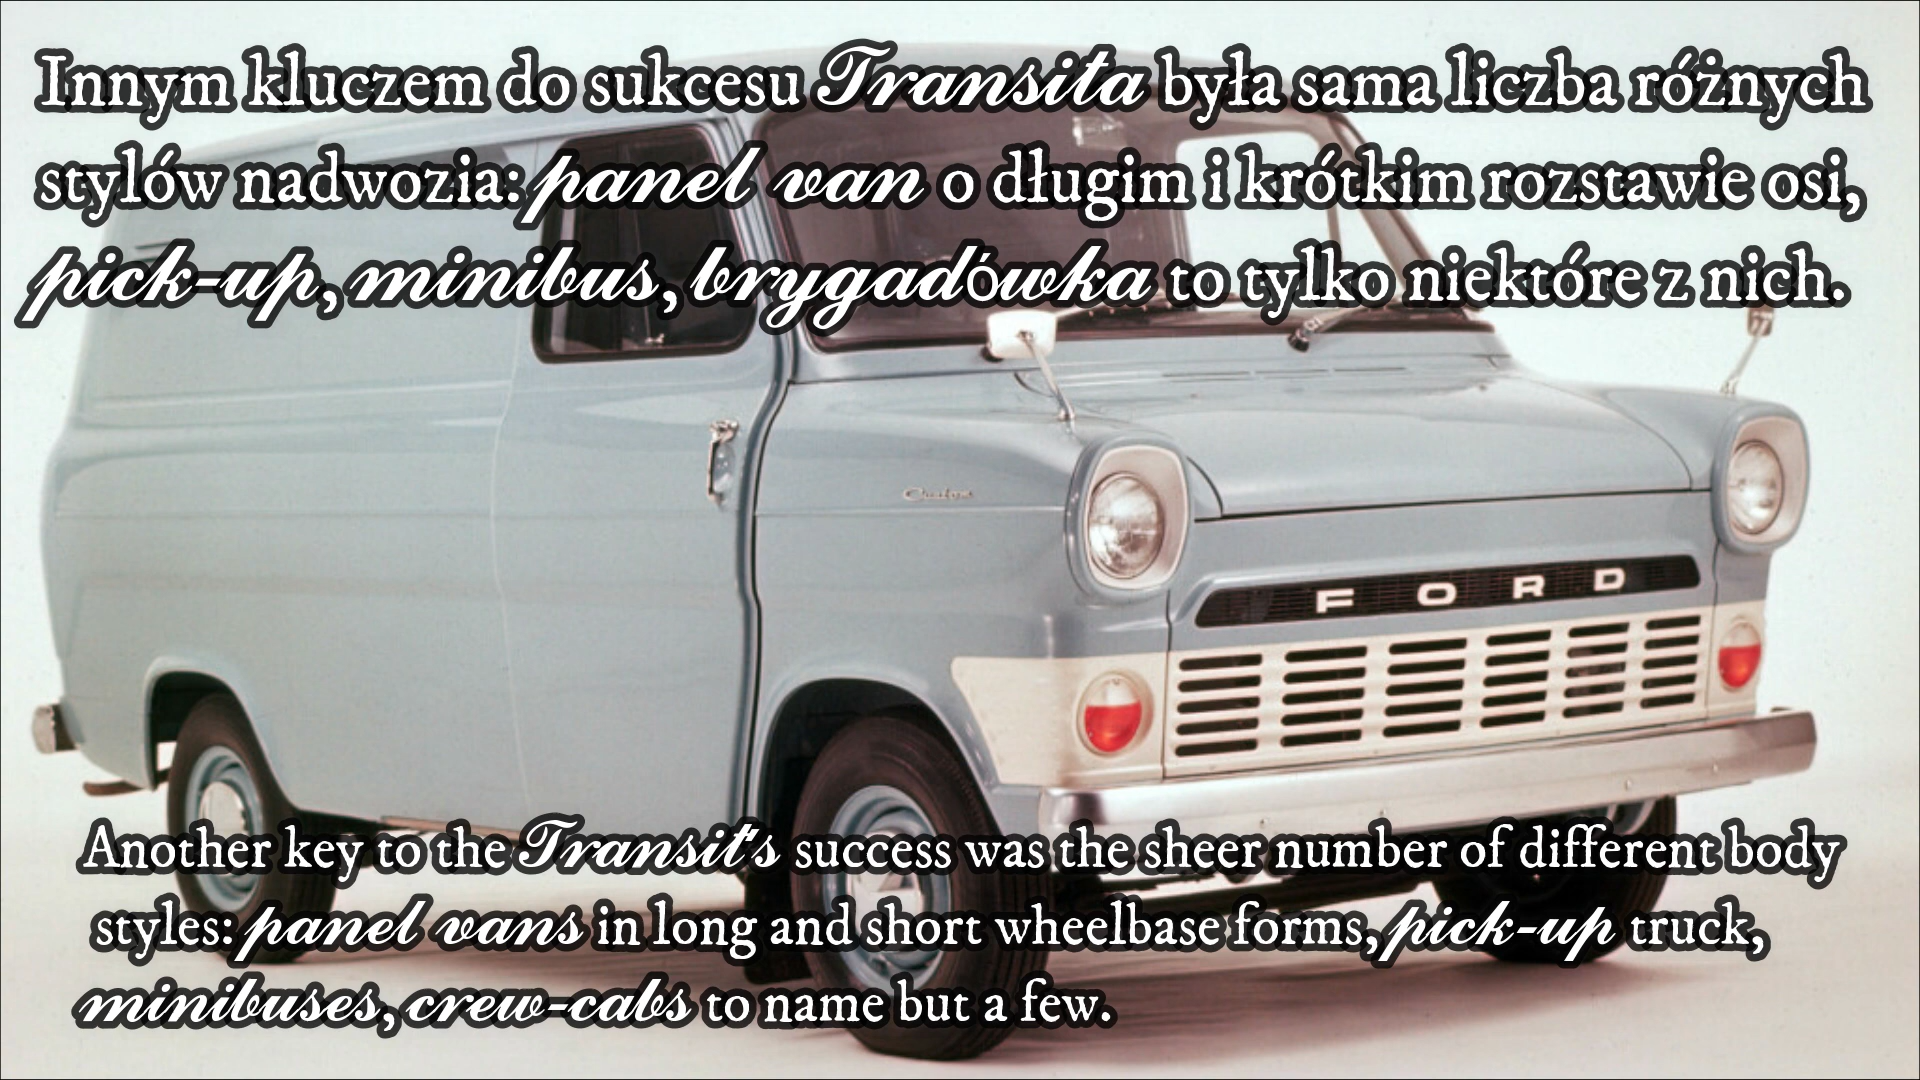 Innym kluczem do sukcesu Transita była sama liczba różnych
stylów nadwozia: panel van o długim i krótkim rozstawie osi,
pick-up, minibus, brygadówka to tylko niektóre z nich.
Custom
FORD
Another key to the Transit's success was the sheer number of different body
styles: panel vans in long and short wheelbase forms, pick-up truck,
minibuses, crew-cabs to name but a few.